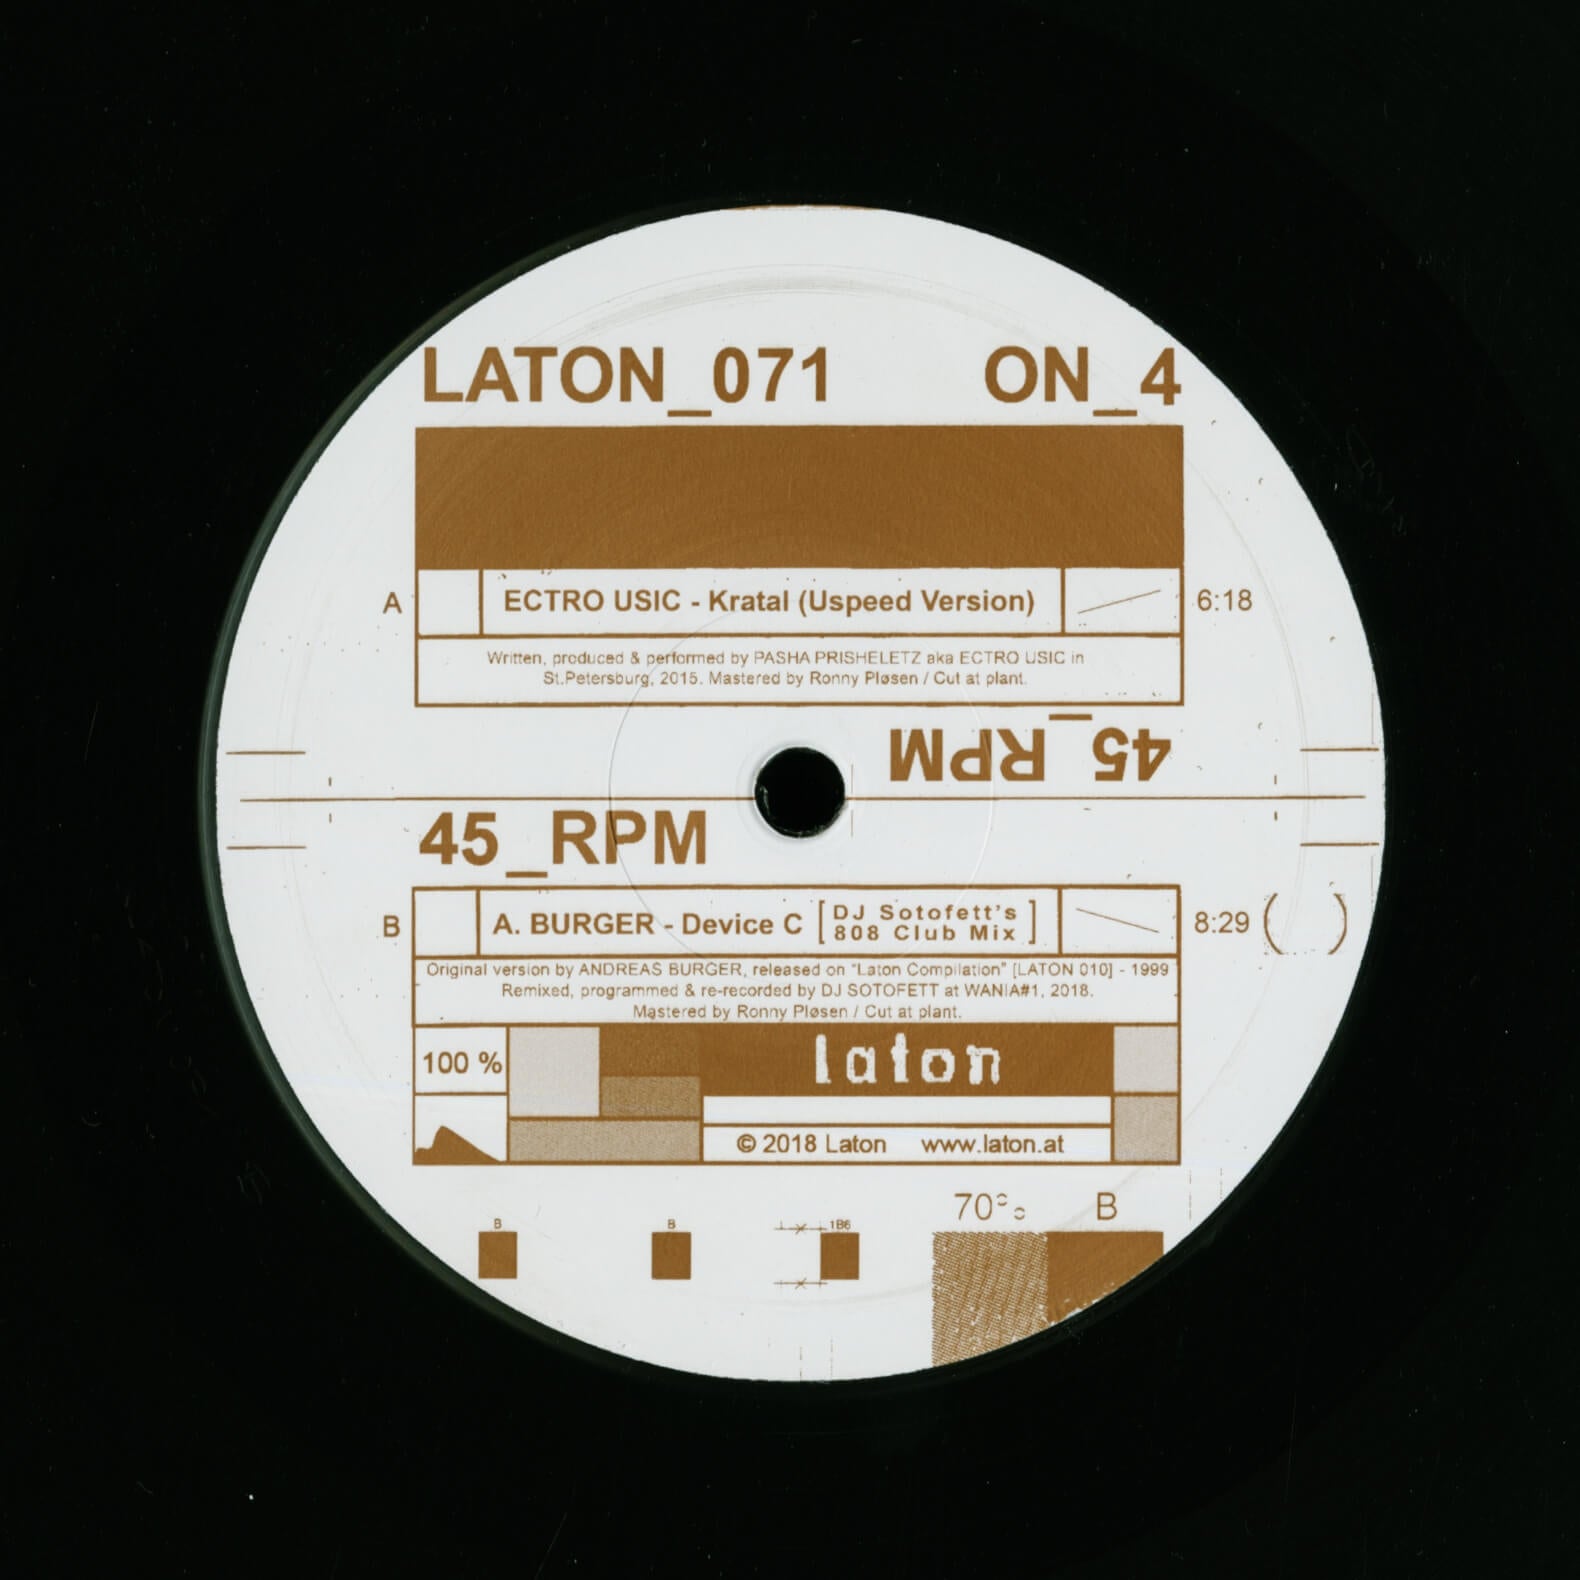 LATON_071 ON_4
A ECTRO USIC - Kratal (Uspeed Version) 6:18
Written, produced & performed by PASHA PRISHELETZ aka ECTRO USIC in
St.Petersburg, 2015. Mastered by Ronny Pløsen / Cut at plant.
45_RPM
45_RPM
B A. BURGER - Device C [DJ Sotofett's
808 Club Mix] 8:29 ( )
Original version by ANDREAS BURGER, released on "Laton Compilation" [LATON 010] - 1999
Remixed, programmed & re-recorded by DJ SOTOFETT at WANIA#1, 2018.
Mastered by Ronny Pløsen / Cut at plant.
100 % laton
© 2018 Laton www.laton.at
70% B
B B 1B6